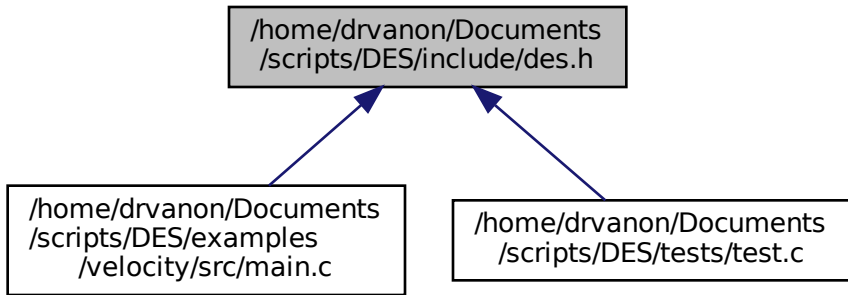 /home/drvanon/Documents
/scripts/DES/include/des.h
/home/drvanon/Documents
/scripts/DES/examples
/velocity/src/main.c
/home/drvanon/Documents
/scripts/DES/tests/test.c